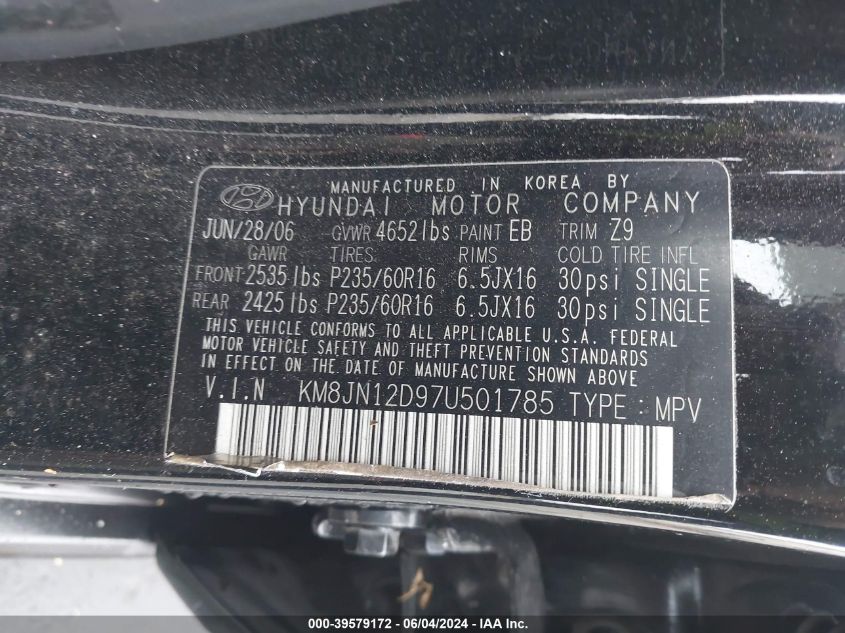 MANUFACTURED IN KOREA BY
HYUNDAI MOTOR COMPANY
JUN/28/06 GVWR 4652lbs PAINT EB TRIM Z9
GAWR TIRES RIMS COLD TIRE INFL
FRONT 2535lbs P235/60R16 6.5JX16 30psi SINGLE
REAR 2425lbs P235/60R16 6.5JX16 30psi SINGLE
THIS VEHICLE CONFORMS TO ALL APPLICABLE U.S.A. FEDERAL
MOTOR VEHICLE SAFETY AND THEFT PREVENTION STANDARDS
IN EFFECT ON THE DATE OF MANUFACTURE SHOWN ABOVE
V.I.N KM8JN12D97U501785 TYPE : MPV
000-39579172 - 06/04/2024 - IAA Inc.